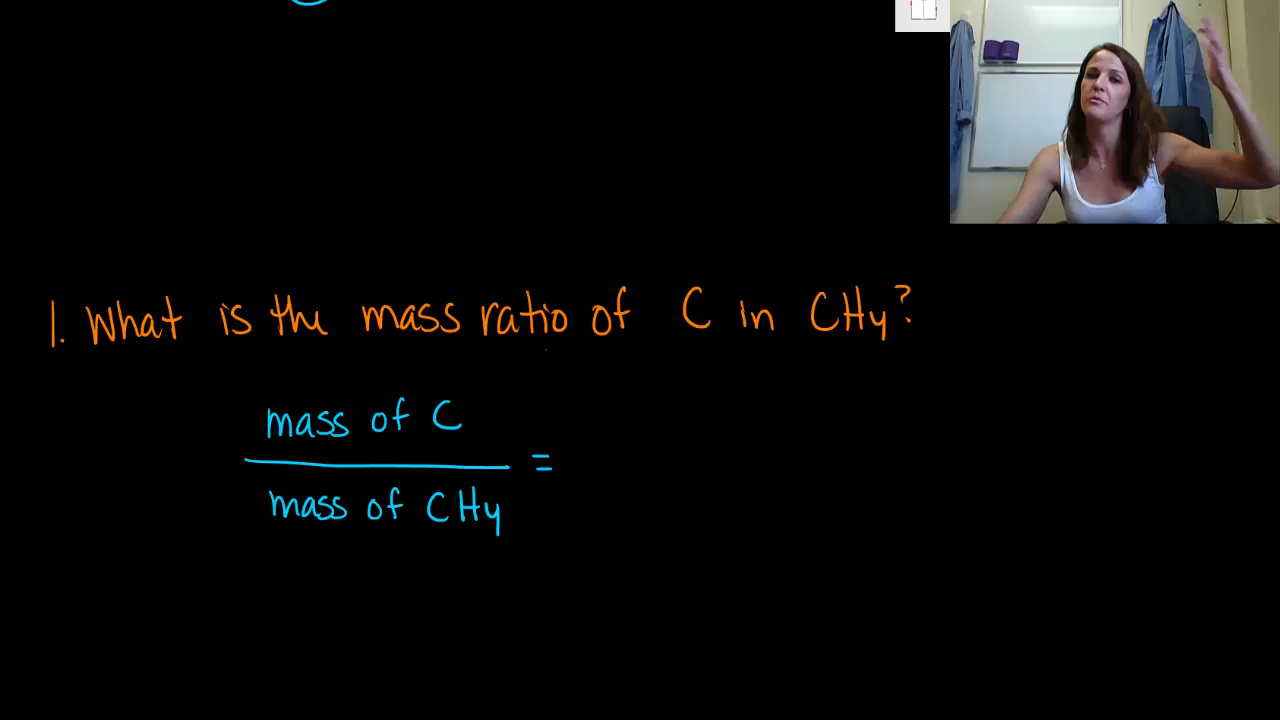 1. What is the mass ratio of C in CH₄?
mass of C
=
mass of CH₄